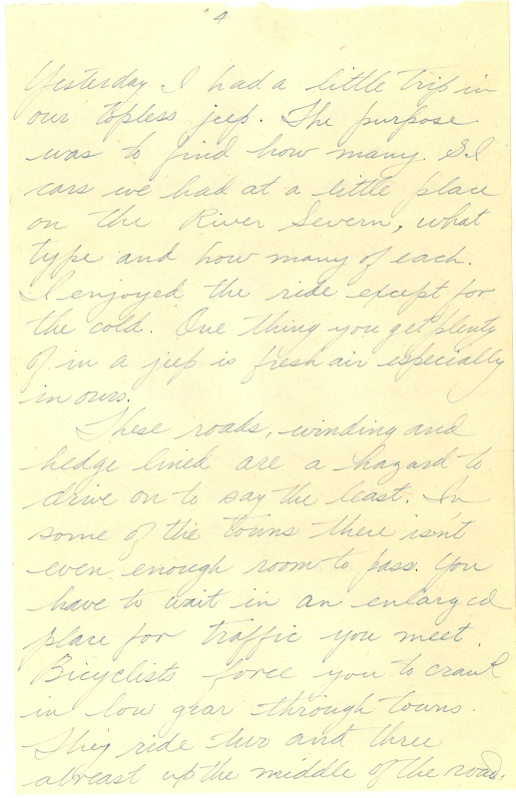 4
Yesterday I had a little trip in
our topless jeep. The purpose
was to find how many S.I
cars we had at a little place
on the River Severn, what
type and how many of each.
I enjoyed the ride except for
the cold. One thing you get plenty
of in a jeep is fresh air especially
in ours.
These roads, winding and
hedge lined are a hazard to
drive on to say the least. In
some of the towns there isn't
even enough room to pass. You
have to wait in an enlarged
place for traffic you meet.
Bicyclists force you to crawl
in low gear through towns.
They ride two and three
abreast up the middle of the road.